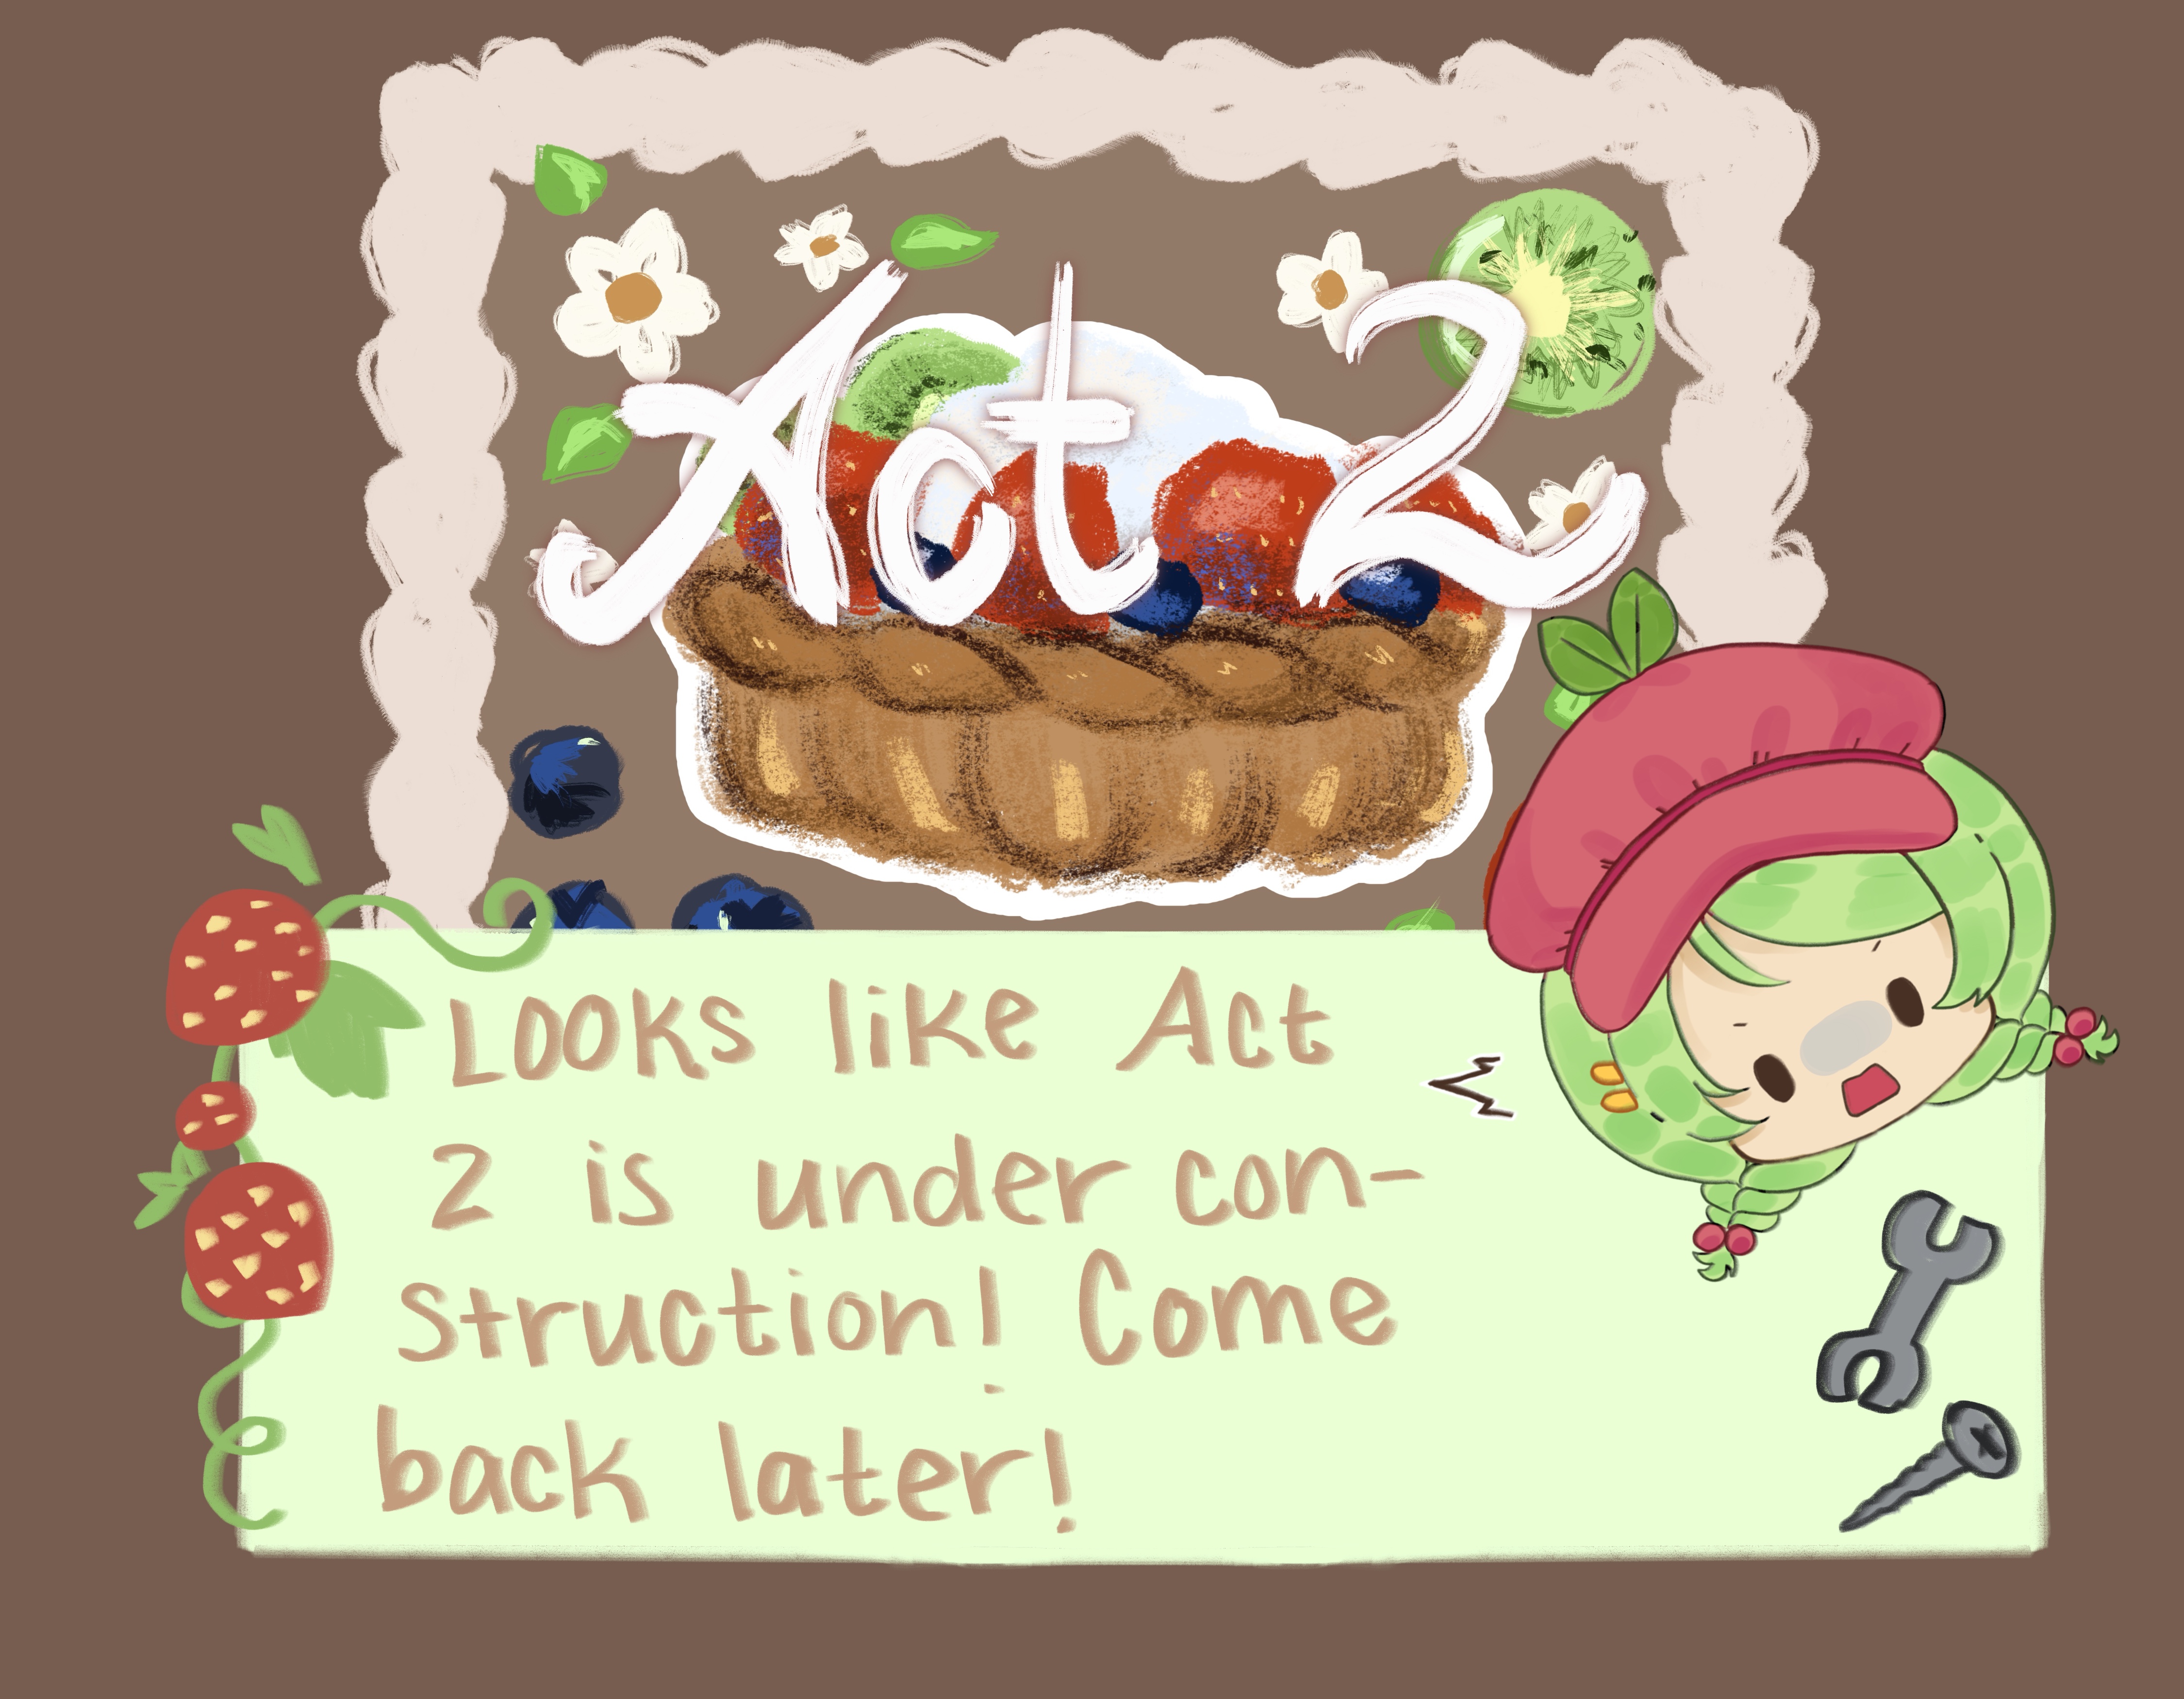 Act 2
Looks like Act
2 is under con-
struction! Come
back later!